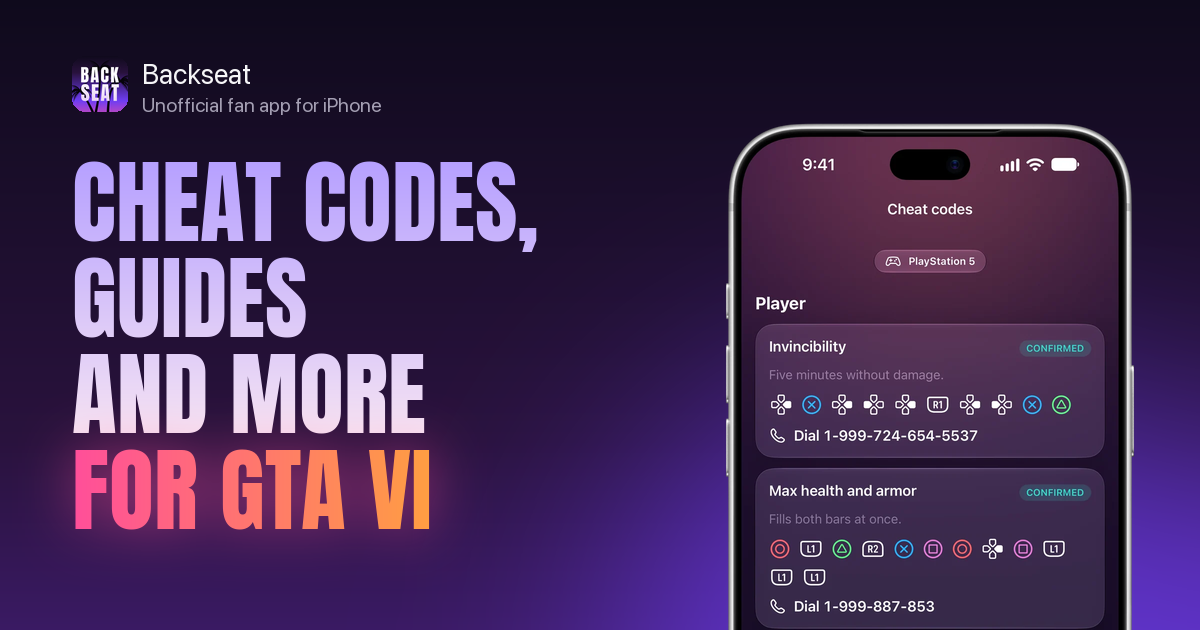 BACK
SEAT
Backseat
Unofficial fan app for iPhone
CHEAT CODES,
GUIDES
AND MORE
FOR GTA VI
9:41
Cheat codes
PlayStation 5
Player
Invincibility
CONFIRMED
Five minutes without damage.
R1
Dial 1-999-724-654-5537
Max health and armor
CONFIRMED
Fills both bars at once.
L1 R2 L1
L1 L1
Dial 1-999-887-853